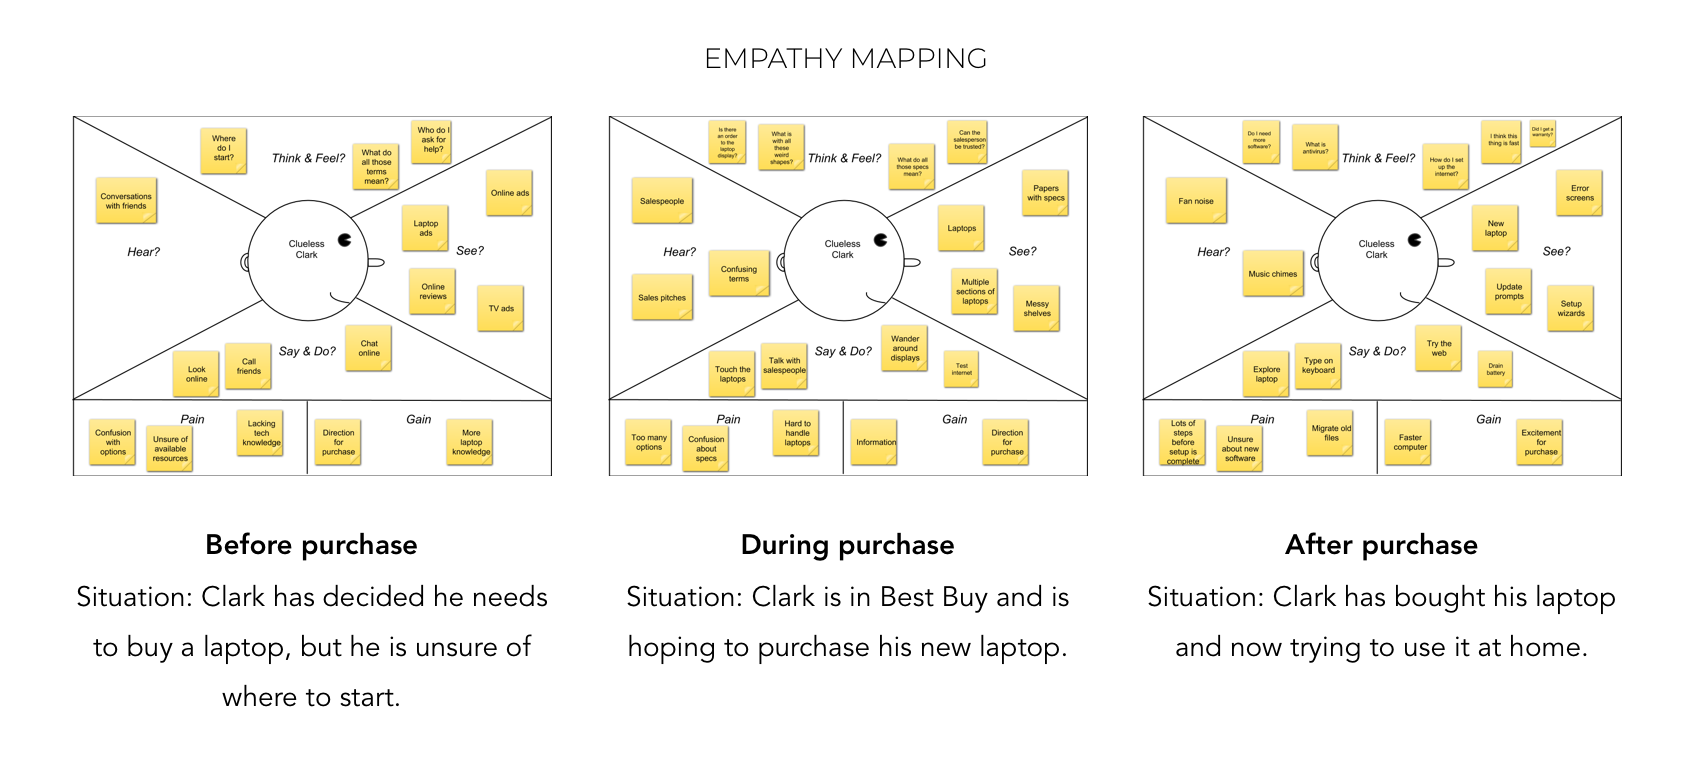 EMPATHY MAPPING
Where
do I
start?
Think & Feel?
What do
all those
terms
mean?
Who do I
ask for
help?
Conversations
with friends
Hear?
Clueless
Clark
Laptop
ads
Online ads
See?
Online
reviews
TV ads
Say & Do?
Look
online
Call
friends
Chat
online
Pain
Confusion
with
options
Unsure of
available
resources
Lacking
tech
knowledge
Gain
Direction
for
purchase
More
laptop
knowledge
Is there
an order
to the
laptop
display?
What is
with all
these
weird
shapes?
Think & Feel?
What do all
those specs
mean?
Can the
salesperson
be trusted?
Salespeople
Hear?
Confusing
terms
Sales pitches
Clueless
Clark
Laptops
Papers
with specs
See?
Multiple
sections of
laptops
Messy
shelves
Say & Do?
Touch the
laptops
Talk with
salespeople
Wander
around
displays
Test
internet
Pain
Too many
options
Confusion
about
specs
Hard to
handle
laptops
Gain
Information
Direction
for
purchase
Do I need
more
software?
What is
antivirus?
Think & Feel?
How do I set
up the
internet?
I think this
thing is fast
Did I get a
warranty?
Fan noise
Hear?
Music chimes
Clueless
Clark
New
laptop
Error
screens
See?
Update
prompts
Setup
wizards
Say & Do?
Explore
laptop
Type on
keyboard
Try the
web
Drain
battery
Pain
Lots of
steps
before
setup is
complete
Unsure
about new
software
Migrate old
files
Gain
Faster
computer
Excitement
for
purchase
Before purchase
Situation: Clark has decided he needs
to buy a laptop, but he is unsure of
where to start.
During purchase
Situation: Clark is in Best Buy and is
hoping to purchase his new laptop.
After purchase
Situation: Clark has bought his laptop
and now trying to use it at home.